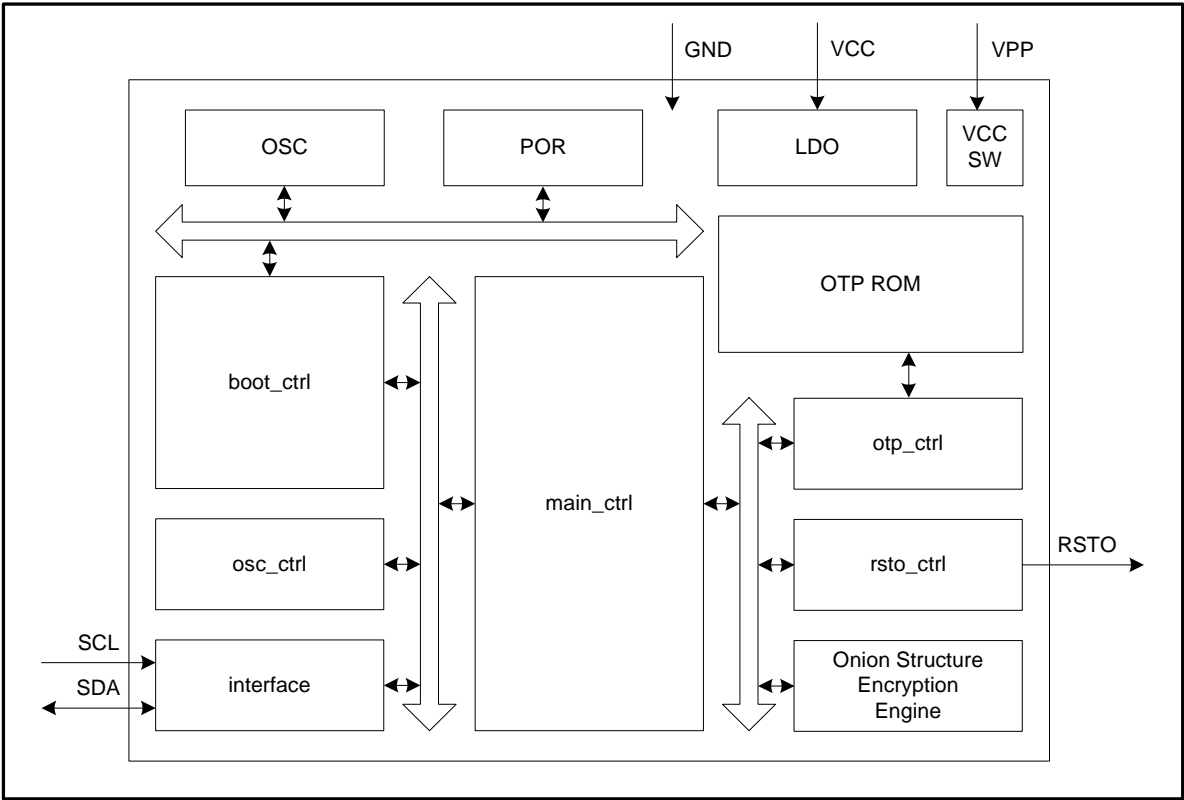 GND
VCC
VPP
OSC
POR
LDO
VCC
SW
OTP ROM
boot_ctrl
main_ctrl
otp_ctrl
osc_ctrl
rsto_ctrl
RSTO
SCL
SDA
interface
Onion Structure
Encryption
Engine